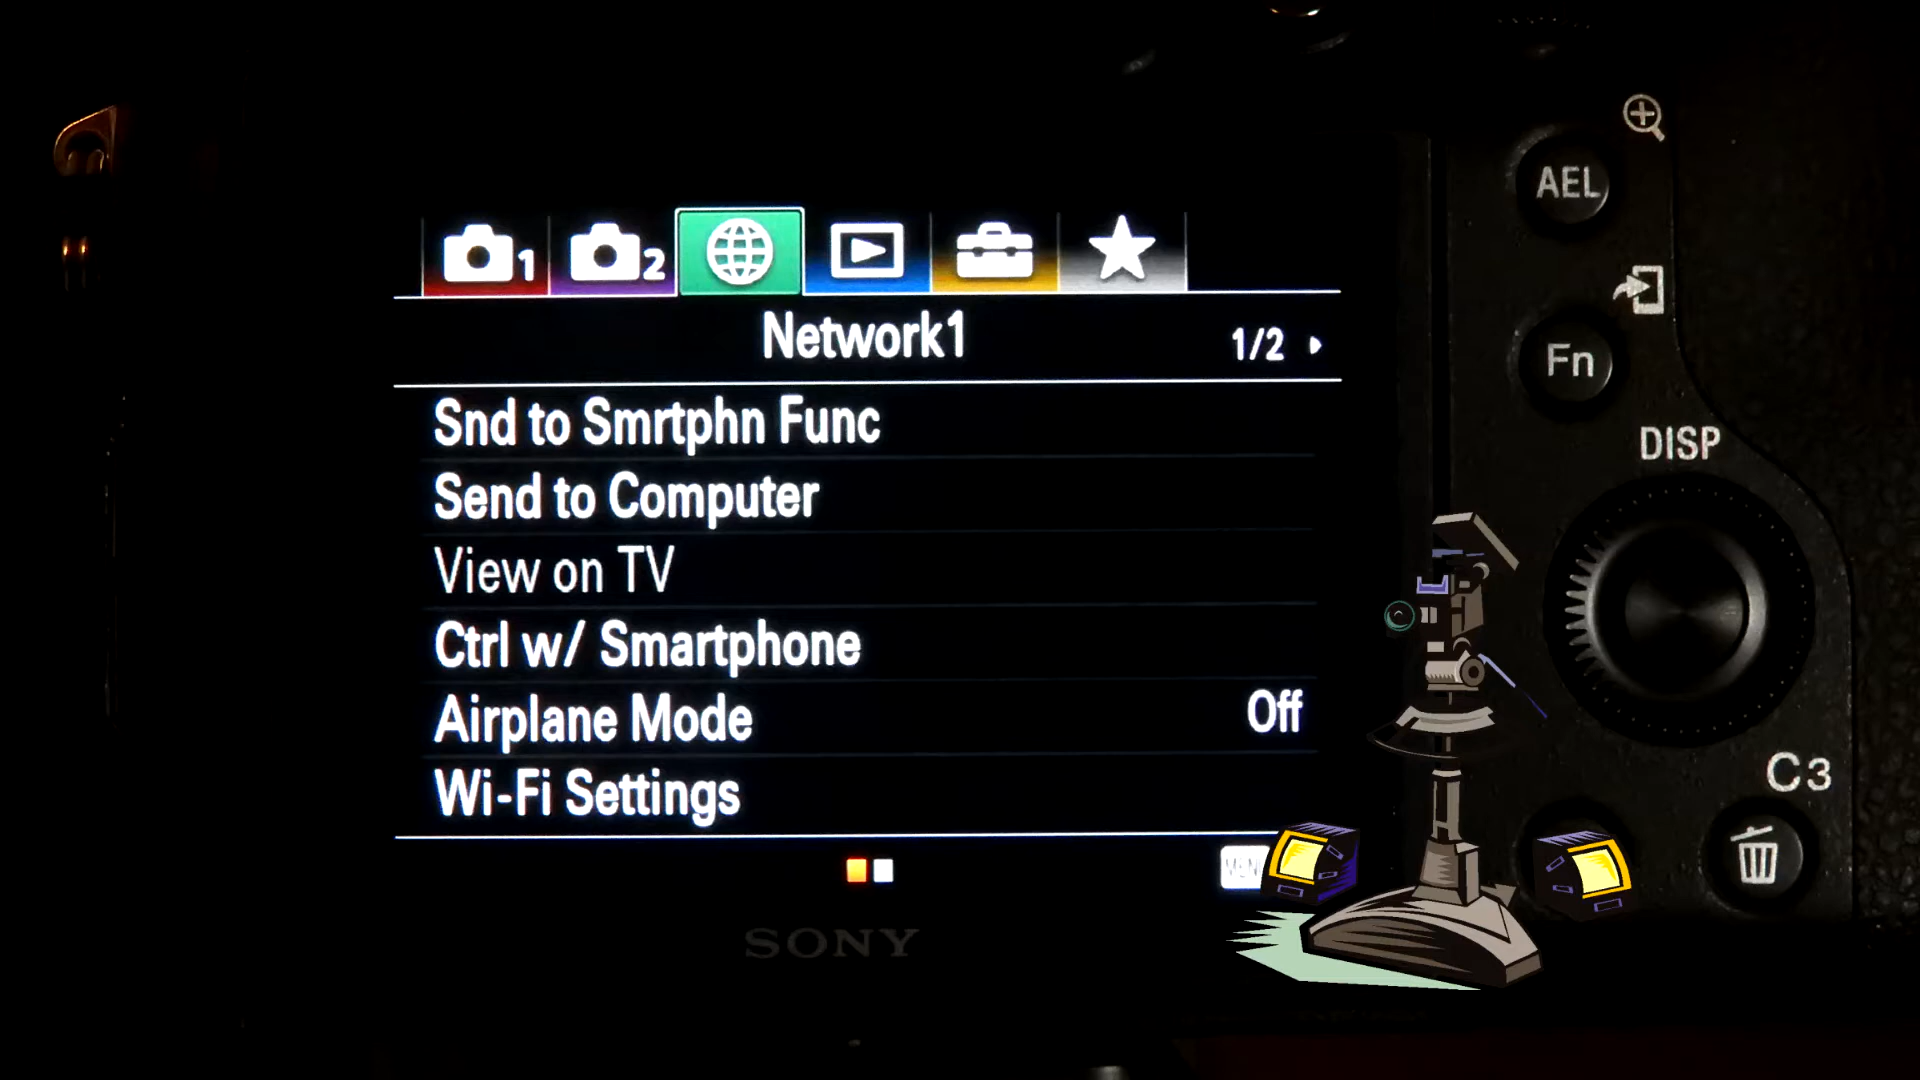 AEL
1
2
Network1
1/2
Fn
Snd to Smrtphn Func
DISP
Send to Computer
View on TV
Ctrl w/ Smartphone
Airplane Mode Off
C3
Wi-Fi Settings
MENU
SONY